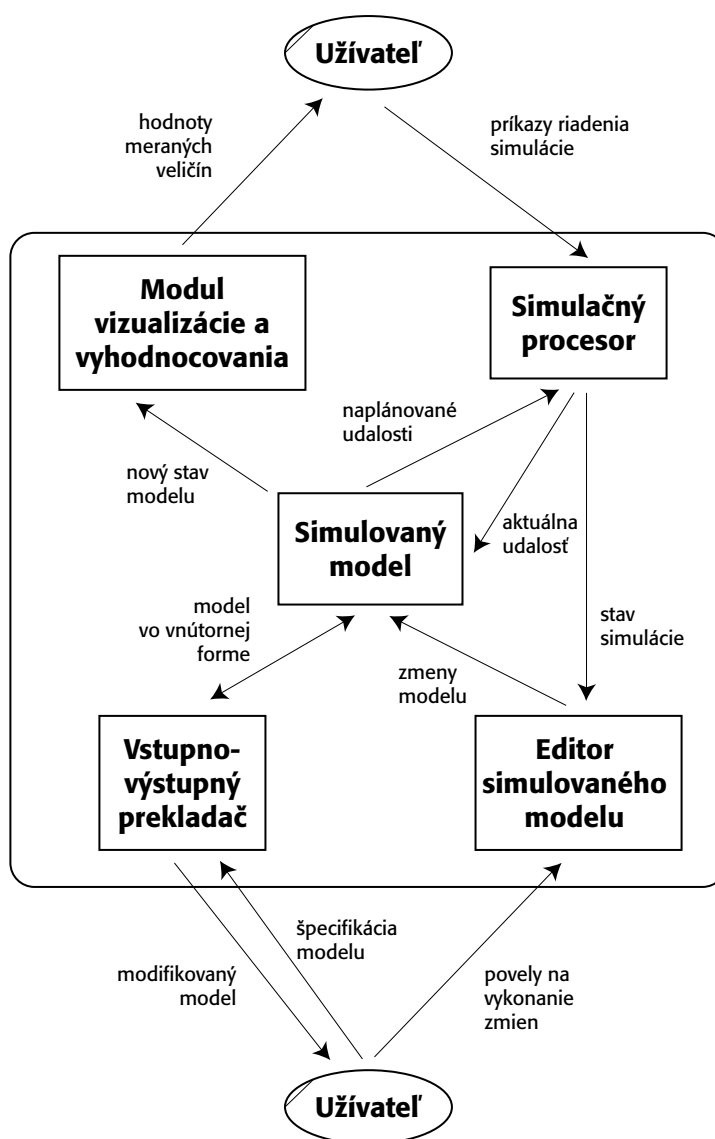 Užívateľ
hodnoty
meraných
veličín
príkazy riadenia
simulácie
Modul
vizualizácie a
vyhodnocovania
Simulačný
procesor
naplánované
udalosti
nový stav
modelu
Simulovaný
model
aktuálna
udalosť
model
vo vnútornej
forme
stav
simulácie
zmeny
modelu
Vstupno-
výstupný
prekladač
Editor
simulovaného
modelu
špecifikácia
modelu
modifikovaný
model
povely na
vykonanie
zmien
Užívateľ